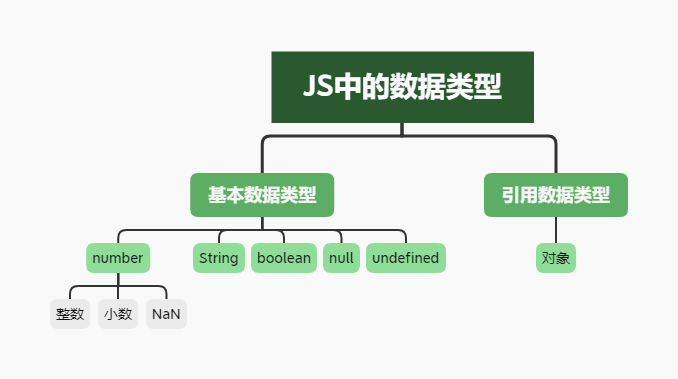 JS中的数据类型
基本数据类型
引用数据类型
number
String
boolean
null
undefined
对象
整数
小数
NaN